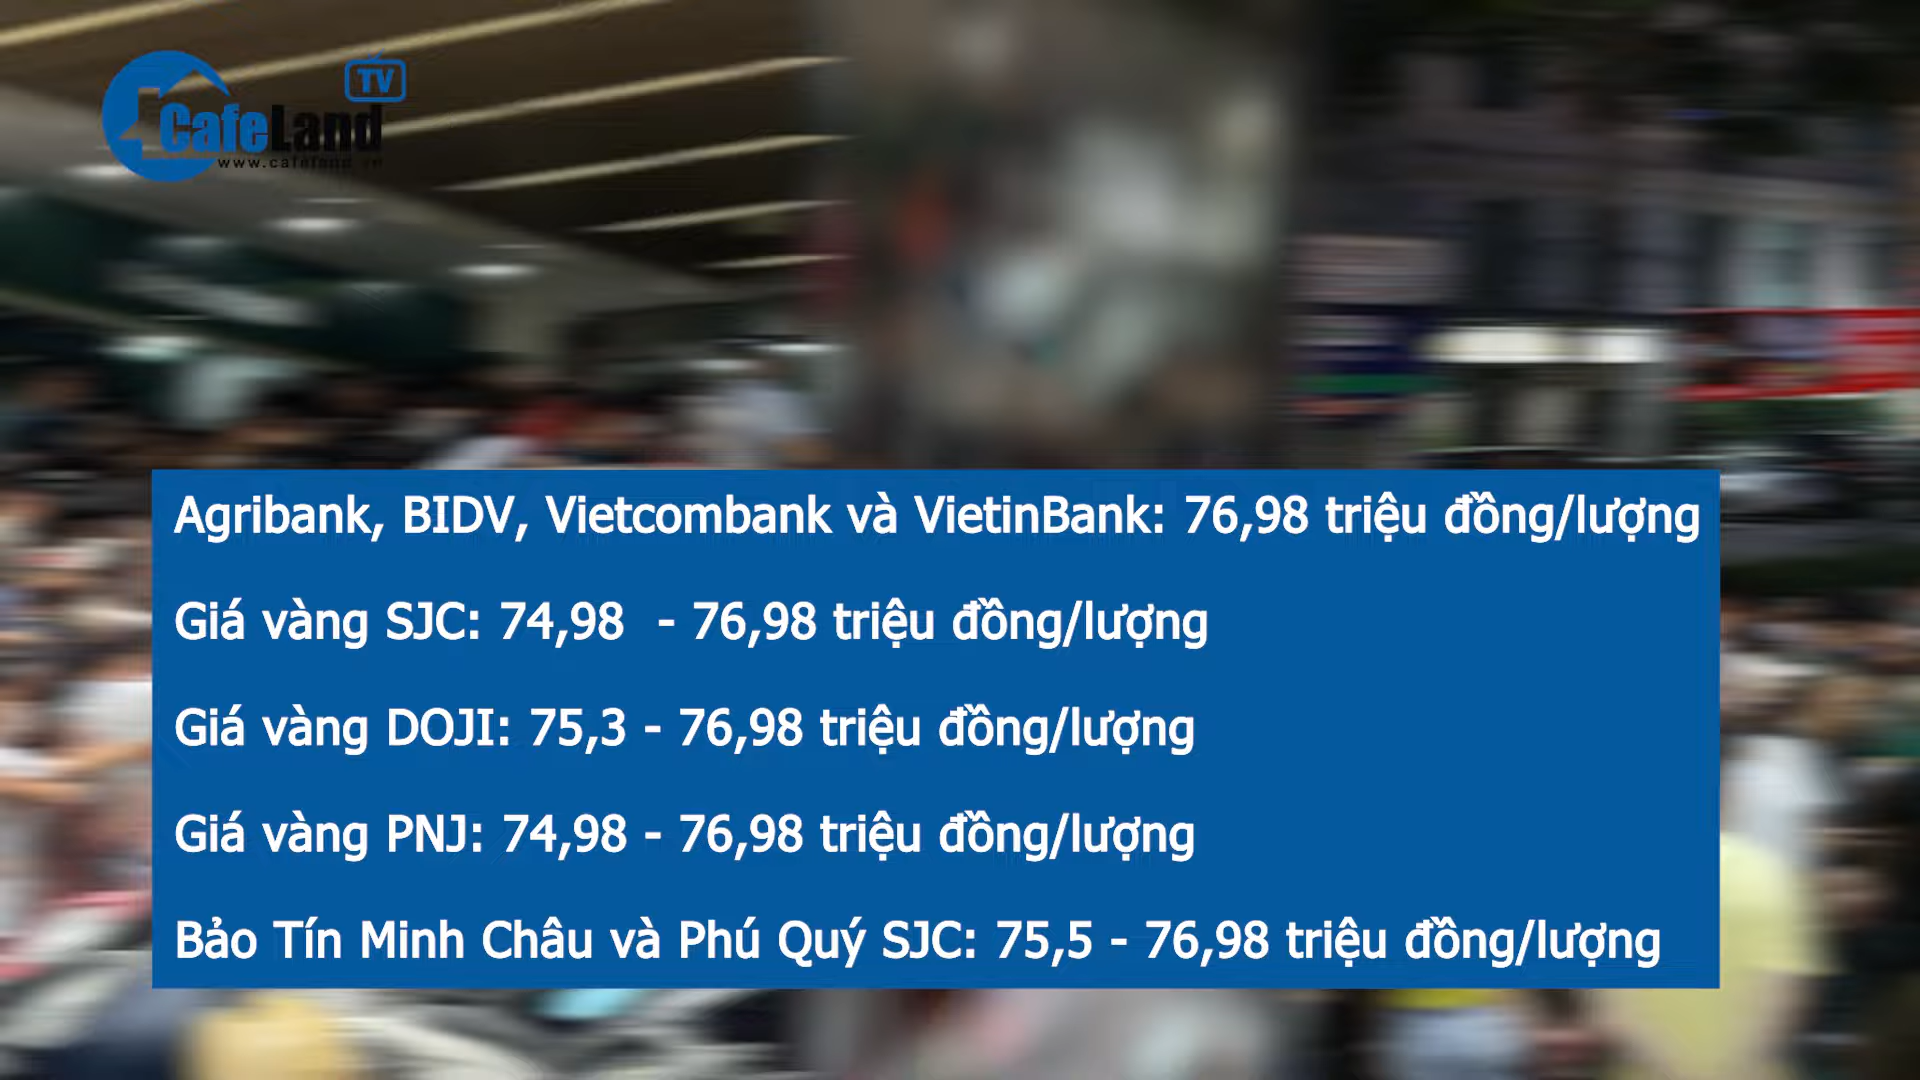 TV
CafeLand
www.cafeland.vn
Agribank, BIDV, Vietcombank và VietinBank: 76,98 triệu đồng/lượng
Giá vàng SJC: 74,98  - 76,98 triệu đồng/lượng
Giá vàng DOJI: 75,3 - 76,98 triệu đồng/lượng
Giá vàng PNJ: 74,98 - 76,98 triệu đồng/lượng
Bảo Tín Minh Châu và Phú Quý SJC: 75,5 - 76,98 triệu đồng/lượng